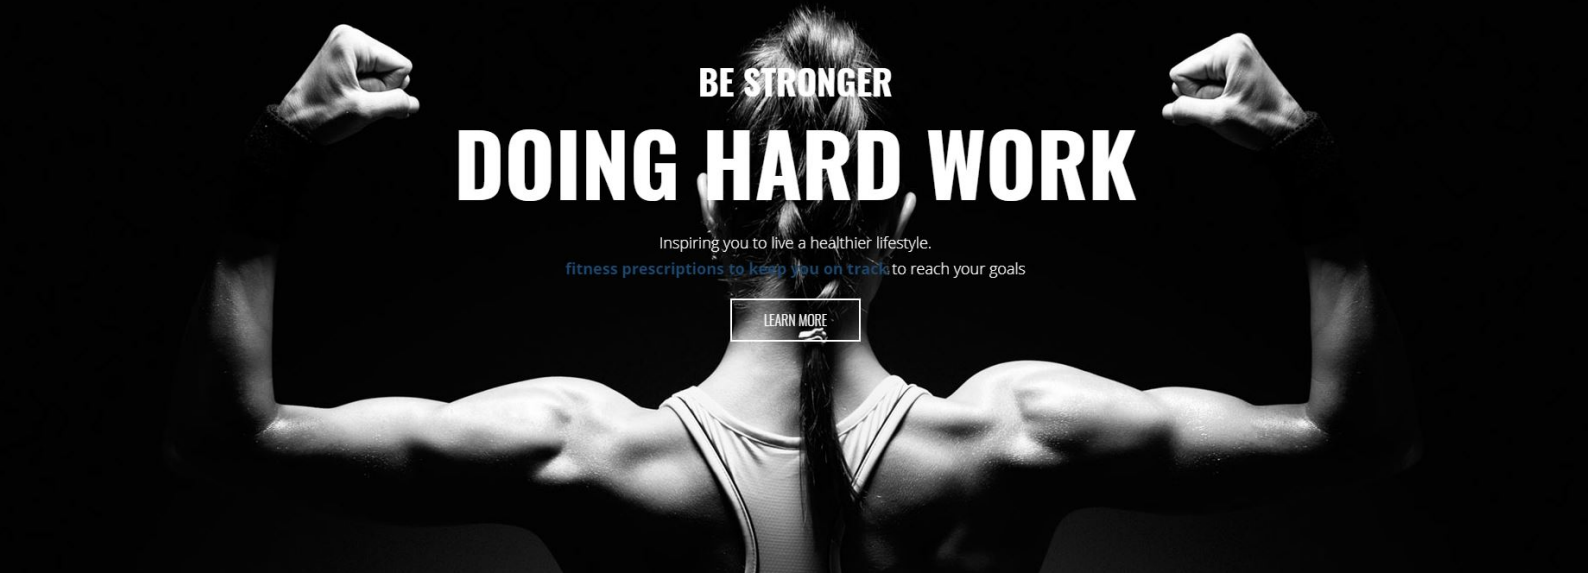 BE STRONGER
DOING HARD WORK
Inspiring you to live a healthier lifestyle.
fitness prescriptions to keep you on track to reach your goals
LEARN MORE